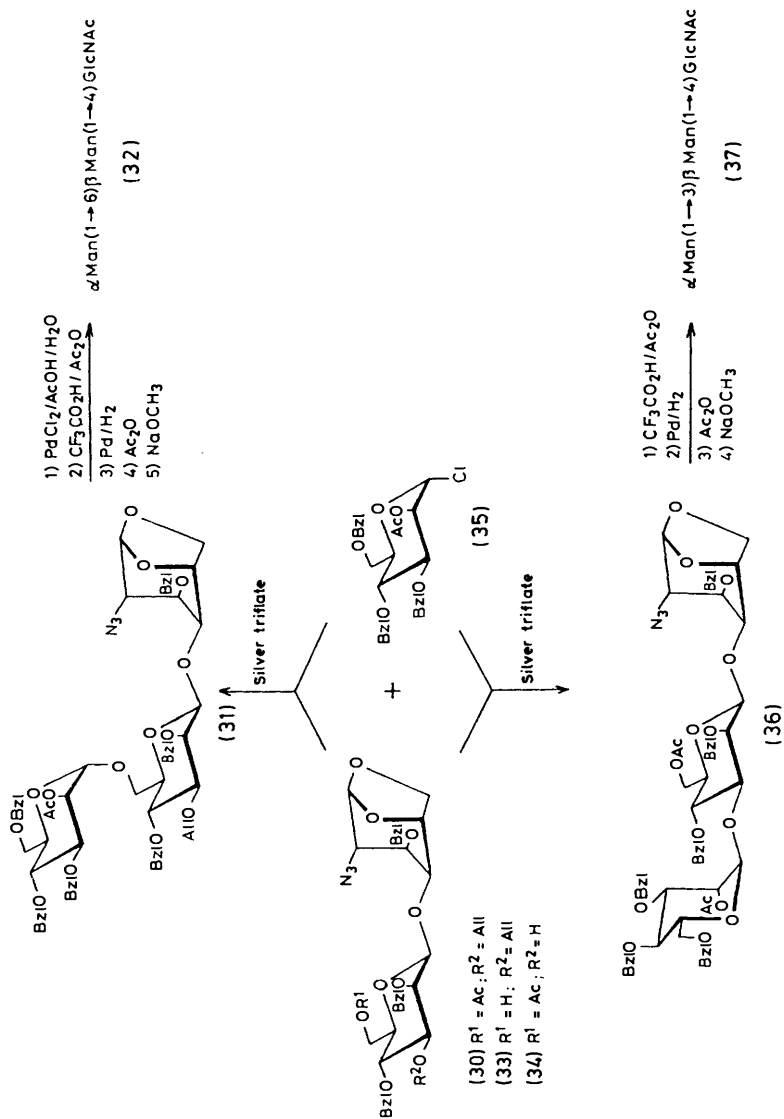 OBzl
AcO
O
BzlO
BzlO
O
BzlO
O
BzlO
AllO
O
N3
O
O
O
Bzl
(31)
1) PdCl2/AcOH/H2O
2) CF3CO2H/Ac2O
3) Pd/H2
4) Ac2O
5) NaOCH3
αMan(1→6)βMan(1→4)GlcNAc
(32)
Silver triflate
OR1
O
BzlO
BzlO
R2O
O
N3
O
O
O
Bzl
(30) R1 = Ac; R2 = All
(33) R1 = H; R2 = All
(34) R1 = Ac; R2 = H
+
OBzl
AcO
O
BzlO
BzlO
Cl
(35)
Silver triflate
BzlO
OBzl
O
Ac
BzlO
O
O
OAc
O
BzlO
BzlO
O
N3
O
O
O
Bzl
(36)
1) CF3CO2H/Ac2O
2) Pd/H2
3) Ac2O
4) NaOCH3
αMan(1→3)βMan(1→4)GlcNAc
(37)